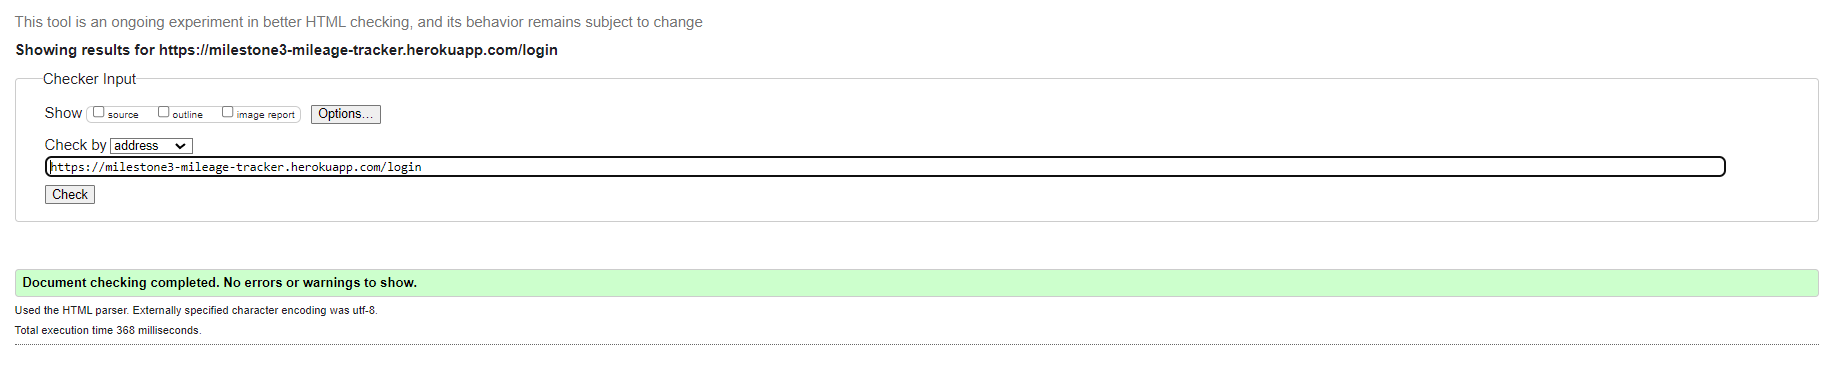 This tool is an ongoing experiment in better HTML checking, and its behavior remains subject to change
Showing results for https://milestone3-mileage-tracker.herokuapp.com/login
Checker Input
Show source outline image report Options...
Check by address
https://milestone3-mileage-tracker.herokuapp.com/login
Check
Document checking completed. No errors or warnings to show.
Used the HTML parser. Externally specified character encoding was utf-8.
Total execution time 368 milliseconds.